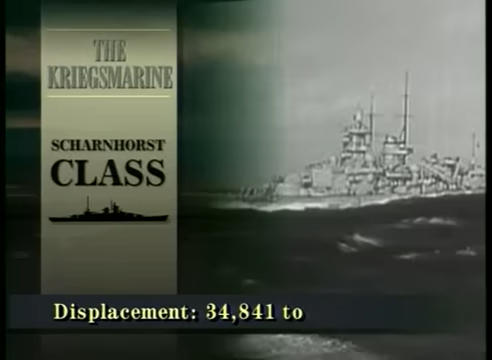 THE
KRIEGSMARINE
SCHARNHORST
CLASS
Displacement: 34,841 to